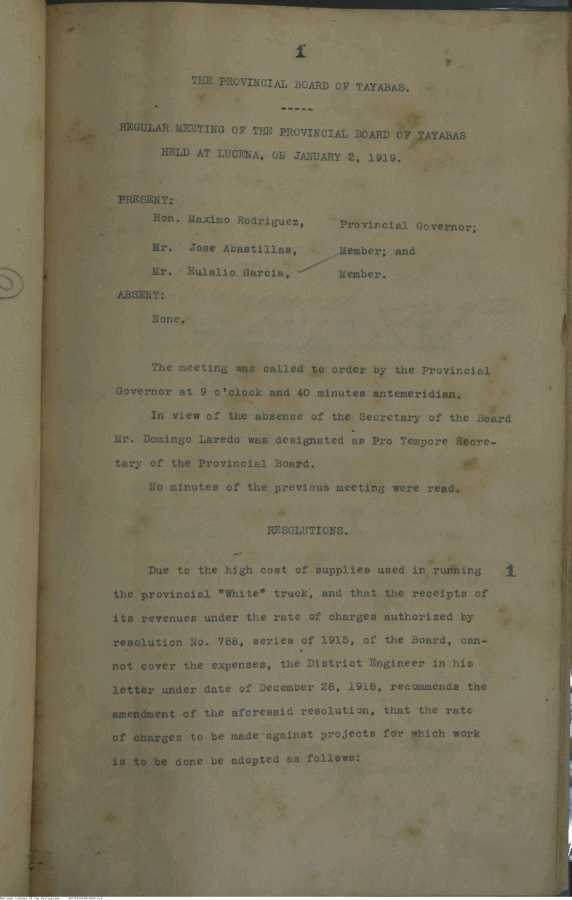 1
THE PROVINCIAL BOARD OF TAYABAS.
-----
REGULAR MEETING OF THE PROVINCIAL BOARD OF TAYABAS
HELD AT LUCENA, ON JANUARY 2, 1919.
PRESENT:
Hon. Maximo Rodriguez, Provincial Governor;
Mr. Jose Abastillas, Member; and
Mr. Eulalio Garcia, Member.
ABSENT:
None.
The meeting was called to order by the Provincial
Governor at 9 o'clock and 40 minutes antemeridian.
In view of the absence of the Secretary of the Board
Mr. Domingo Laredo was designated as Pro Tempore Secre-
tary of the Provincial Board.
No minutes of the previous meeting were read.
RESOLUTIONS.
Due to the high cost of supplies used in running 1
the provincial "White" truck, and that the receipts of
its revenues under the rate of charges authorized by
resolution No. 788, series of 1915, of the Board, can-
not cover the expenses, the District Engineer in his
letter under date of December 26, 1918, recommends the
amendment of the aforesaid resolution, that the rate
of charges to be made against projects for which work
is to be done be adopted as follows:
National Library of the Philippines